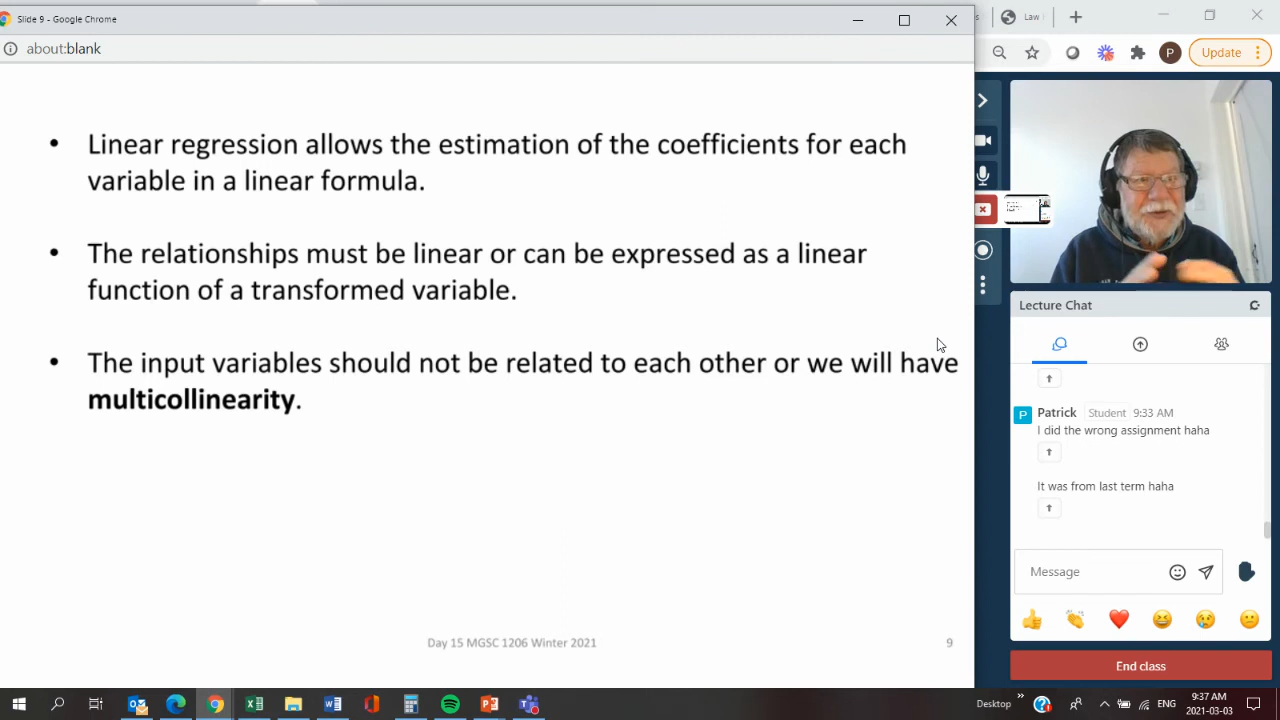 Slide 9 - Google Chrome
Law
about:blank
P
Update
• Linear regression allows the estimation of the coefficients for each
variable in a linear formula.
• The relationships must be linear or can be expressed as a linear
function of a transformed variable.
• The input variables should not be related to each other or we will have
multicollinearity.
Day 15 MGSC 1206 Winter 2021
9
Lecture Chat
P
Patrick Student 9:33 AM
I did the wrong assignment haha
It was from last term haha
Message
End class
Desktop
ENG
9:37 AM
2021-03-03